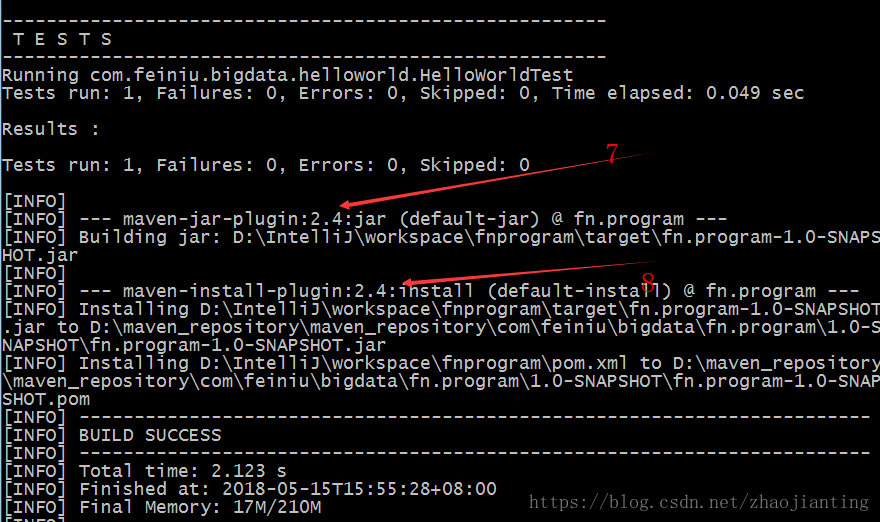 ------------------------------------------------------
T E S T S
------------------------------------------------------
Running com.feiniu.bigdata.helloworld.HelloWorldTest
Tests run: 1, Failures: 0, Errors: 0, Skipped: 0, Time elapsed: 0.049 sec
Results :
Tests run: 1, Failures: 0, Errors: 0, Skipped: 0
7
[INFO]
[INFO] --- maven-jar-plugin:2.4:jar (default-jar) @ fn.program ---
[INFO] Building jar: D:\IntelliJ\workspace\fnprogram\target\fn.program-1.0-SNAPS
HOT.jar
[INFO]
8
[INFO] --- maven-install-plugin:2.4:install (default-install) @ fn.program ---
[INFO] Installing D:\IntelliJ\workspace\fnprogram\target\fn.program-1.0-SNAPSHOT
.jar to D:\maven_repository\maven_repository\com\feiniu\bigdata\fn.program\1.0-S
NAPSHOT\fn.program-1.0-SNAPSHOT.jar
[INFO] Installing D:\IntelliJ\workspace\fnprogram\pom.xml to D:\maven_repository
\maven_repository\com\feiniu\bigdata\fn.program\1.0-SNAPSHOT\fn.program-1.0-SNAP
SHOT.pom
[INFO] ------------------------------------------------------------------------
[INFO] BUILD SUCCESS
[INFO] ------------------------------------------------------------------------
[INFO] Total time: 2.123 s
[INFO] Finished at: 2018-05-15T15:55:28+08:00
[INFO] Final Memory: 17M/210M
https://blog.csdn.net/zhaojianting